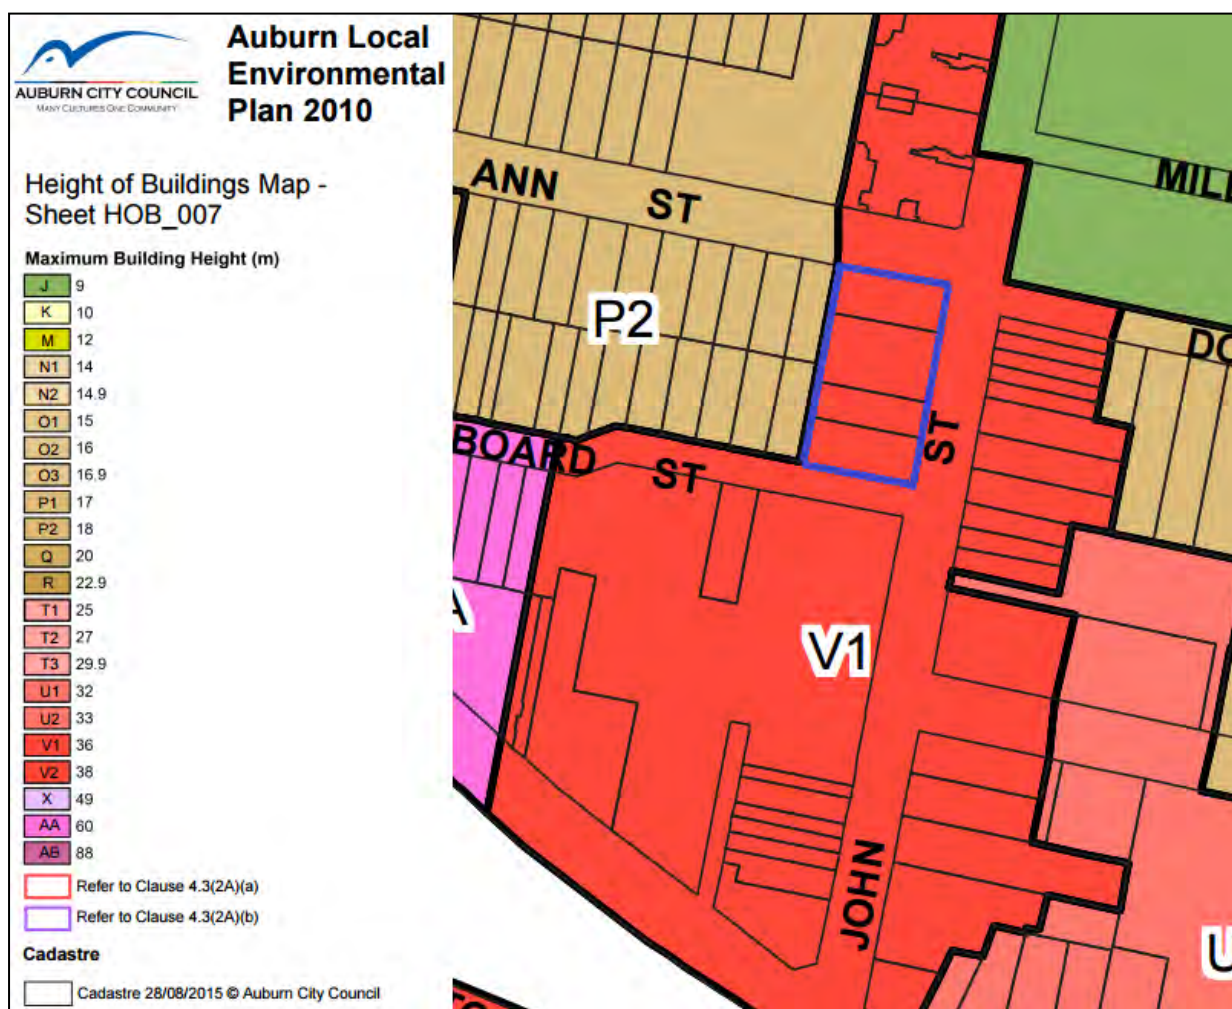 Auburn Local
Environmental
Plan 2010
AUBURN CITY COUNCIL
MANY CULTURES ONE COMMUNITY
Height of Buildings Map -
Sheet HOB_007
Maximum Building Height (m)
J 9
K 10
M 12
N1 14
N2 14.9
O1 15
O2 16
O3 16.9
P1 17
P2 18
Q 20
R 22.9
T1 25
T2 27
T3 29.9
U1 32
U2 33
V1 36
V2 38
X 49
AA 60
AB 88
Refer to Clause 4.3(2A)(a)
Refer to Clause 4.3(2A)(b)
Cadastre
Cadastre 28/08/2015 © Auburn City Council
ANN ST
MILL
P2
DO
BOARD ST
ST
A
V1
JOHN
U